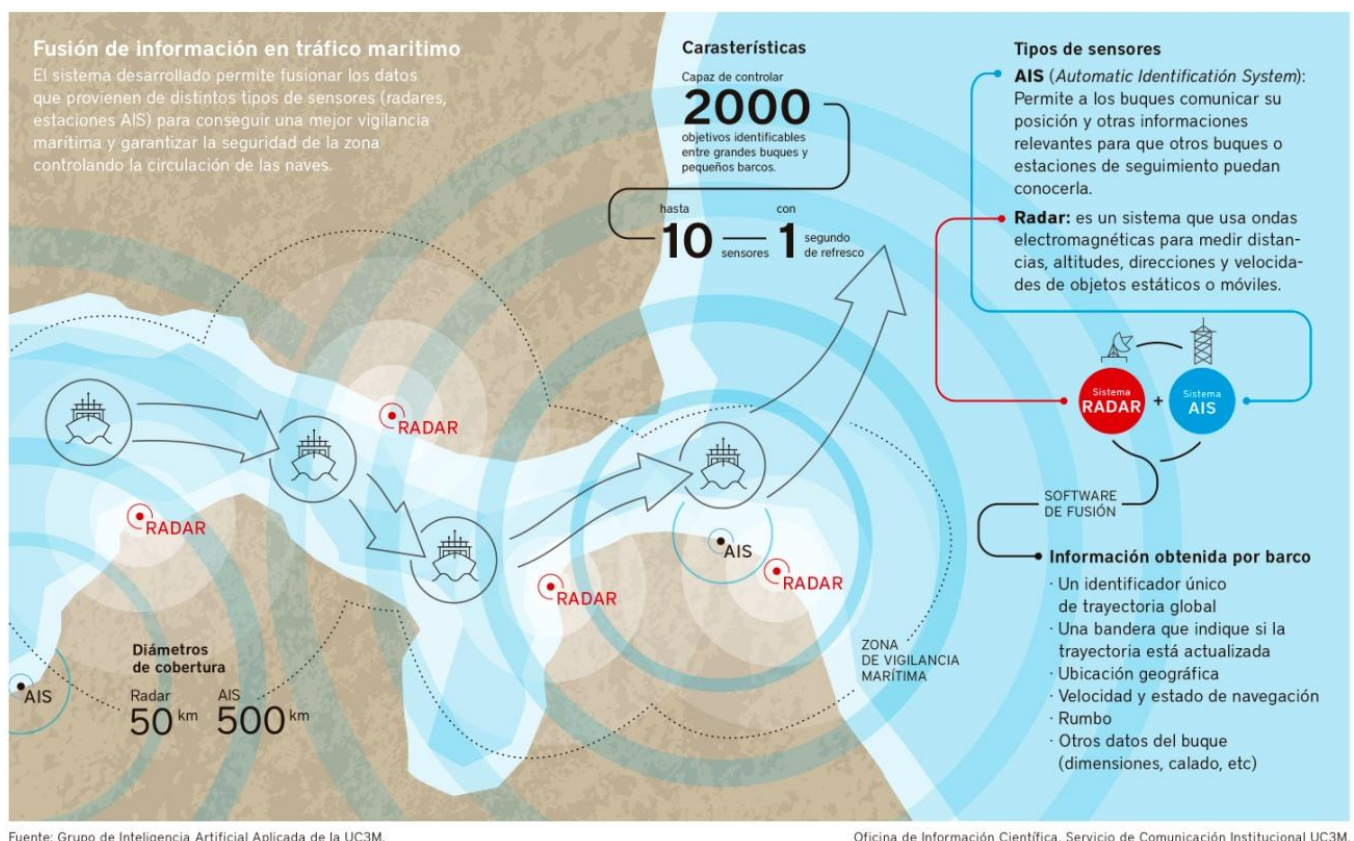 Fusión de información en tráfico maritimo
El sistema desarrollado permite fusionar los datos
que provienen de distintos tipos de sensores (radares,
estaciones AIS) para conseguir una mejor vigilancia
marítima y garantizar la seguridad de la zona
controlando la circulación de las naves.
Carasterísticas
Capaz de controlar
2000
objetivos identificables
entre grandes buques y
pequeños barcos.
hasta
10 sensores
con
1 segundo
de refresco
Tipos de sensores
AIS (Automatic Identificatión System):
Permite a los buques comunicar su
posición y otras informaciones
relevantes para que otros buques o
estaciones de seguimiento puedan
conocerla.
Radar: es un sistema que usa ondas
electromagnéticas para medir distan-
cias, altitudes, direcciones y velocida-
des de objetos estáticos o móviles.
Sistema
RADAR
+
Sistema
AIS
SOFTWARE
DE FUSIÓN
Información obtenida por barco
· Un identificador único
de trayectoria global
· Una bandera que indique si la
trayectoria está actualizada
· Ubicación geográfica
· Velocidad y estado de navegación
· Rumbo
· Otros datos del buque
(dimensiones, calado, etc)
RADAR
RADAR
AIS
RADAR
RADAR
ZONA
DE VIGILANCIA
MARÍTIMA
AIS
Diámetros
de cobertura
Radar
50 km
AIS
500 km
Fuente: Grupo de Inteligencia Artificial Aplicada de la UC3M.
Oficina de Información Científica. Servicio de Comunicación Institucional UC3M.